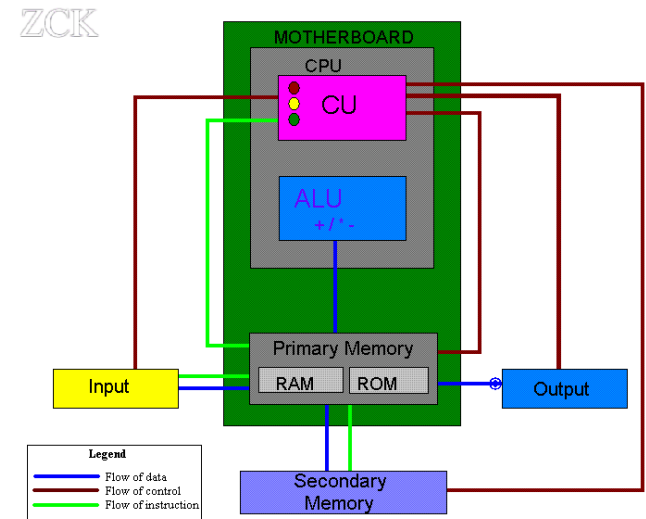 ZCK
MOTHERBOARD
CPU
CU
ALU
+ / * -
Primary Memory
RAM
ROM
Input
Output
Secondary
Memory
Legend
Flow of data
Flow of control
Flow of instruction